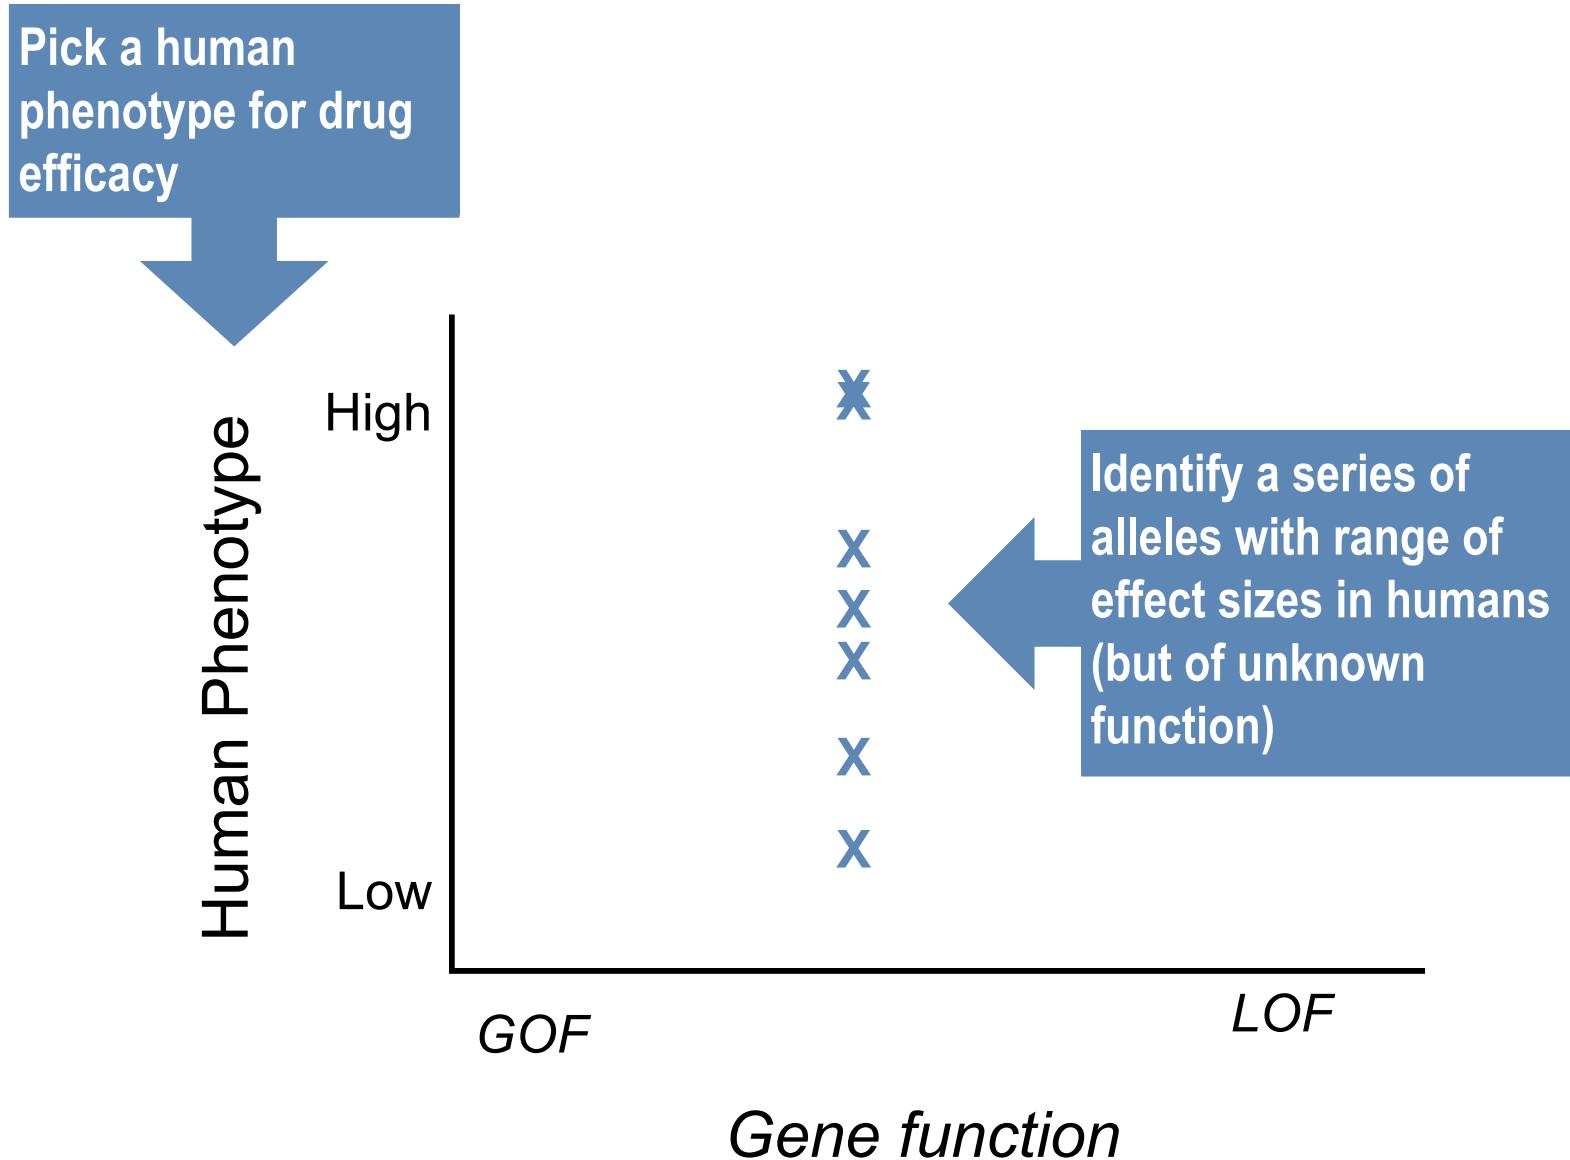 Pick a human
phenotype for drug
efficacy
High
Human Phenotype
Low
X
X
X
X
X
X
X
Identify a series of
alleles with range of
effect sizes in humans
(but of unknown
function)
GOF
LOF
Gene function